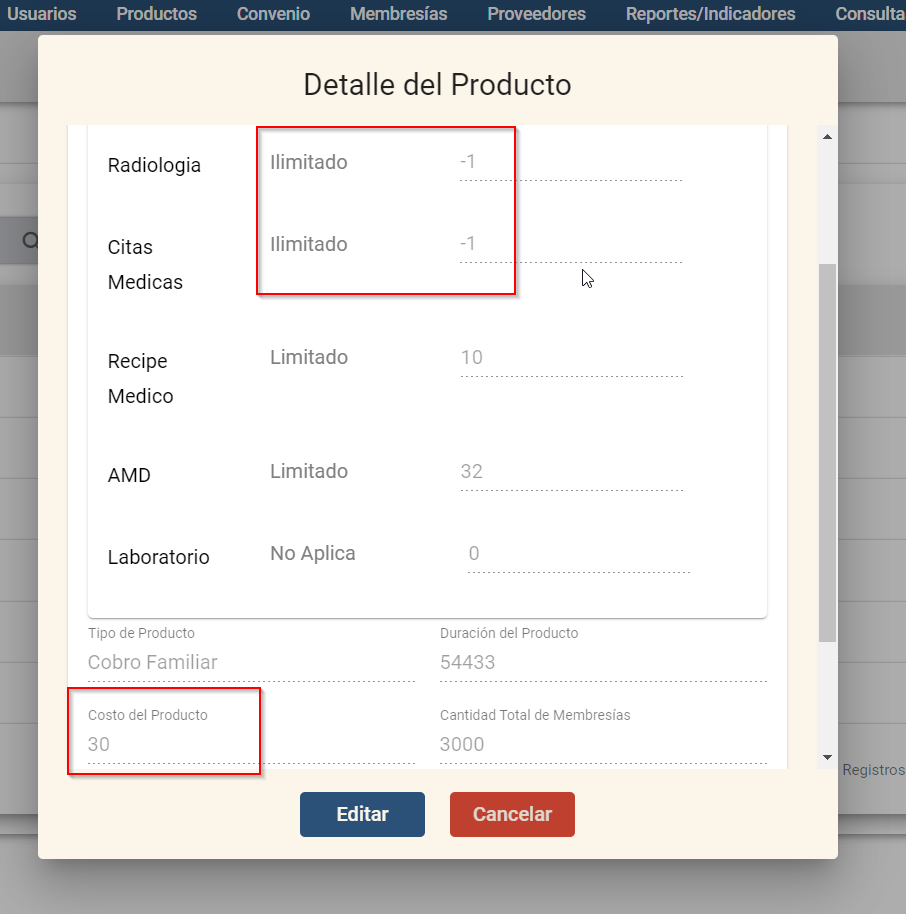 Usuarios Productos Convenio Membresías Proveedores Reportes/Indicadores Consulta
Detalle del Producto
Radiologia Ilimitado -1
Citas Ilimitado -1
Medicas
Recipe Limitado 10
Medico
AMD Limitado 32
Laboratorio No Aplica 0
Tipo de Producto Duración del Producto
Cobro Familiar 54433
Costo del Producto Cantidad Total de Membresías
30 3000
Registros
Editar Cancelar